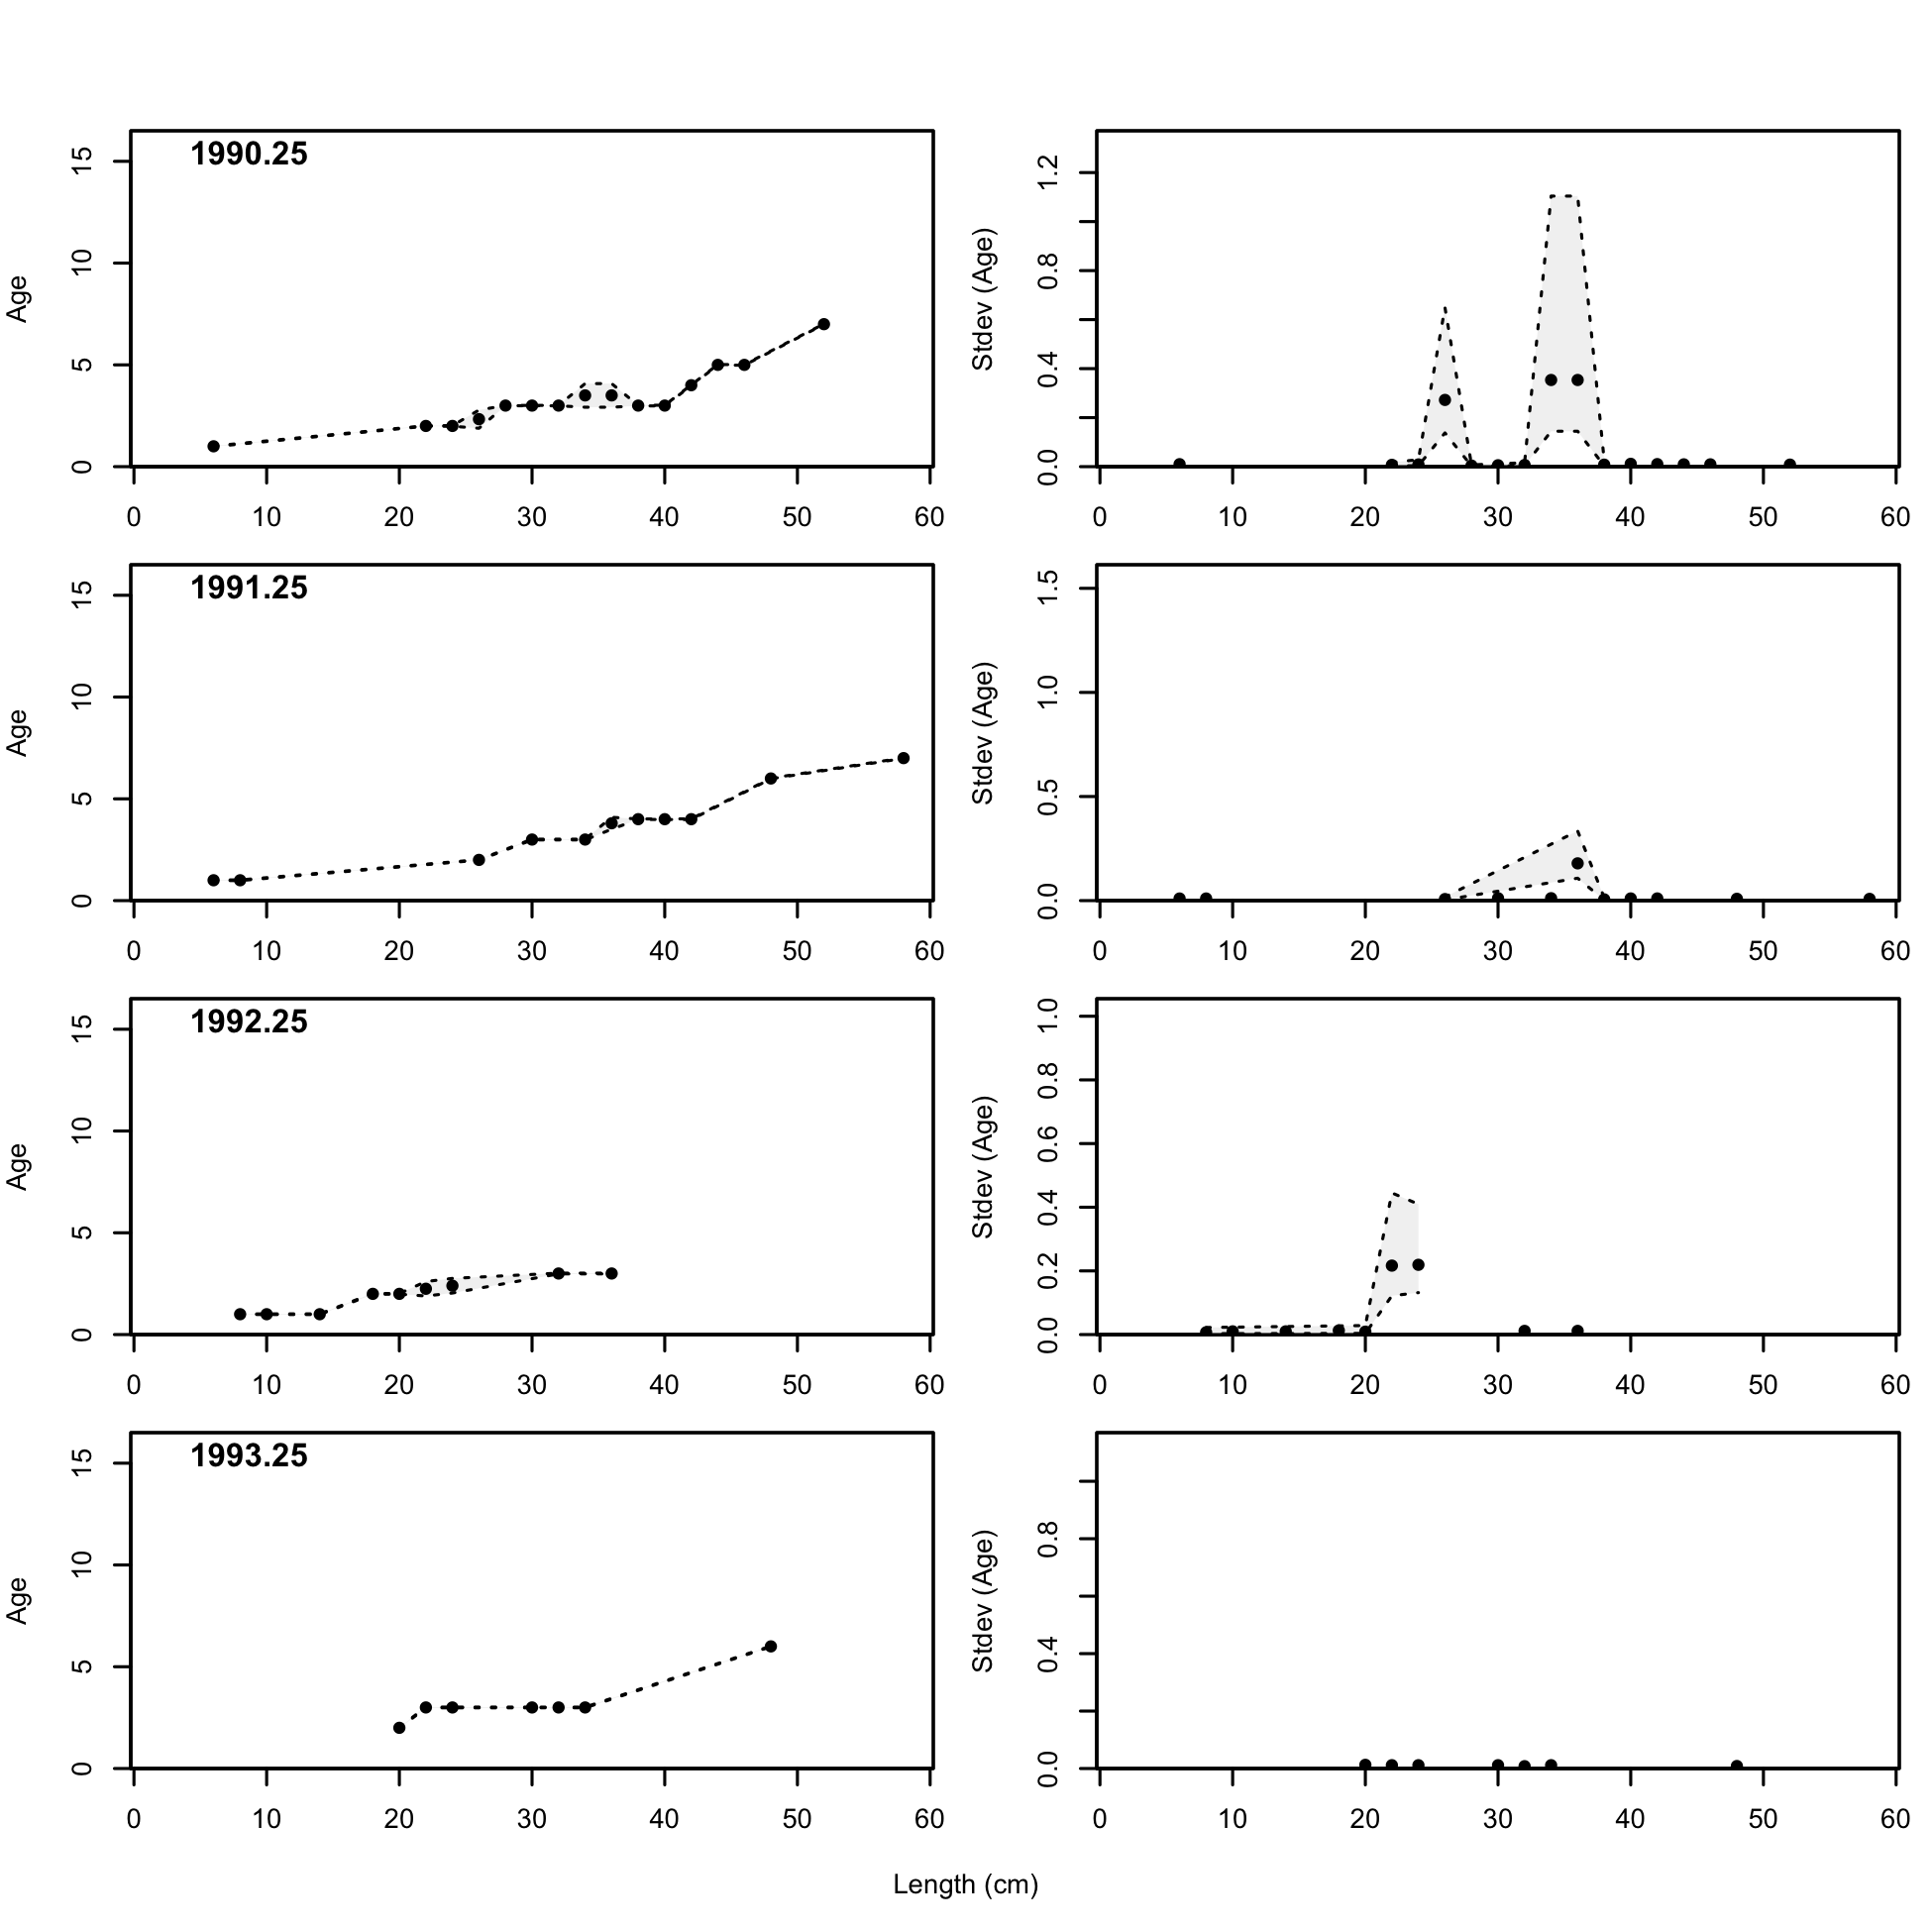 1990.25
Age
0 5 10 15
0 10 20 30 40 50 60
Stdev (Age)
0.0 0.4 0.8 1.2
0 10 20 30 40 50 60
1991.25
Age
0 5 10 15
0 10 20 30 40 50 60
Stdev (Age)
0.0 0.5 1.0 1.5
0 10 20 30 40 50 60
1992.25
Age
0 5 10 15
0 10 20 30 40 50 60
Stdev (Age)
0.0 0.2 0.4 0.6 0.8 1.0
0 10 20 30 40 50 60
1993.25
Age
0 5 10 15
0 10 20 30 40 50 60
Stdev (Age)
0.0 0.4 0.8
0 10 20 30 40 50 60
Length (cm)